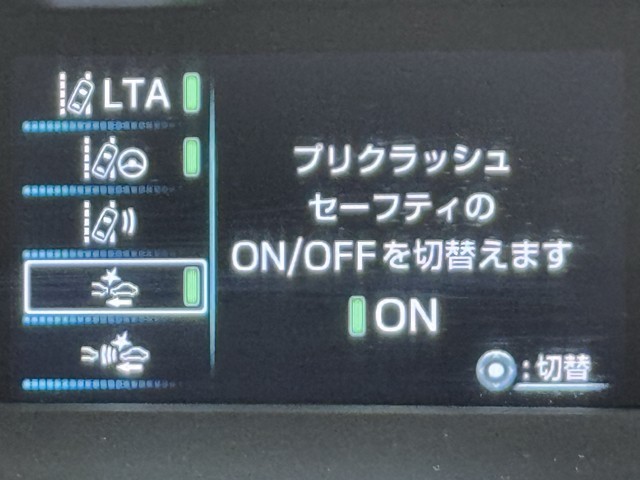 LTA
プリクラッシュ
セーフティの
ON/OFFを切替えます
ON
:切替